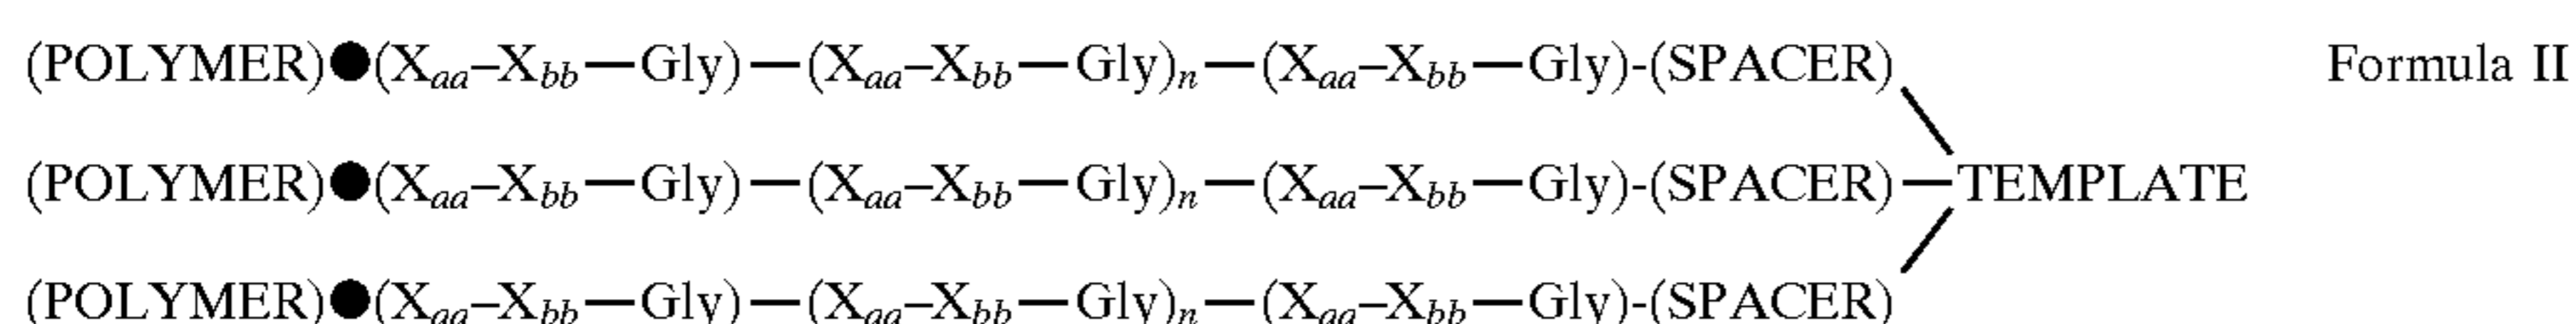 (POLYMER)●(Xaa–Xbb—Gly)—(Xaa–Xbb—Gly)n—(Xaa–Xbb—Gly)-(SPACER) Formula II
(POLYMER)●(Xaa–Xbb—Gly)—(Xaa–Xbb—Gly)n—(Xaa–Xbb—Gly)-(SPACER)—TEMPLATE
(POLYMER)●(Xaa–Xbb—Gly)—(Xaa–Xbb—Gly)n—(Xaa–Xbb—Gly)-(SPACER)